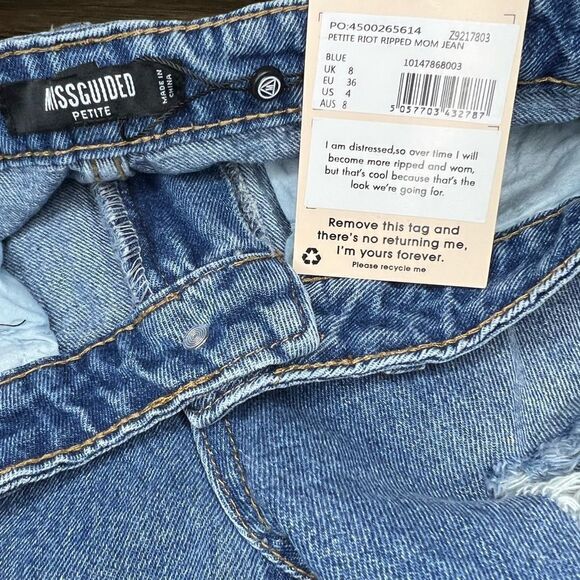 MISSGUIDED
PETITE
MADE IN
CHINA
PO:4500265614
Z9217803
PETITE RIOT RIPPED MOM JEAN
BLUE
10147868003
UK 8
EU 36
US 4
AUS 8
5 057703 432787
I am distressed,so over time I will
become more ripped and worn,
but that's cool because that's the
look we're going for.
Remove this tag and
there's no returning me,
I'm yours forever.
Please recycle me